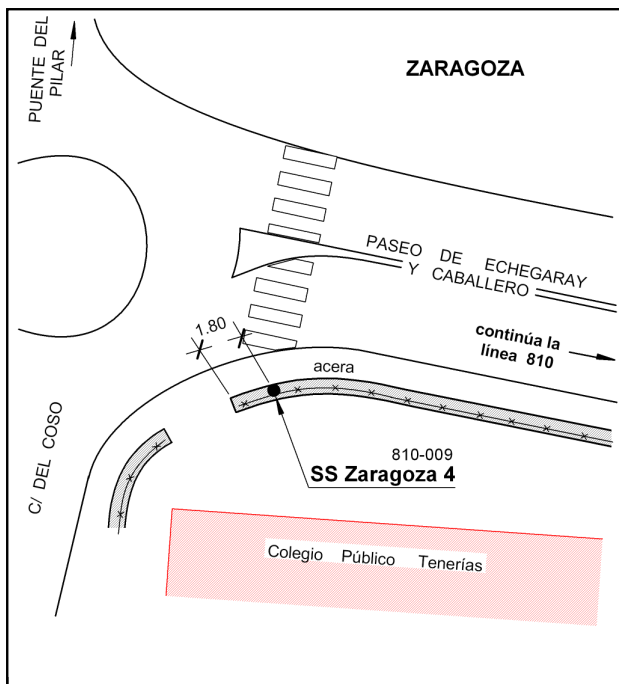 PUENTE DEL
PILAR
ZARAGOZA
PASEO DE ECHEGARAY
Y CABALLERO
1.80
continúa la
línea 810
acera
C/ DEL COSO
810-009
SS Zaragoza 4
Colegio Público Tenerías